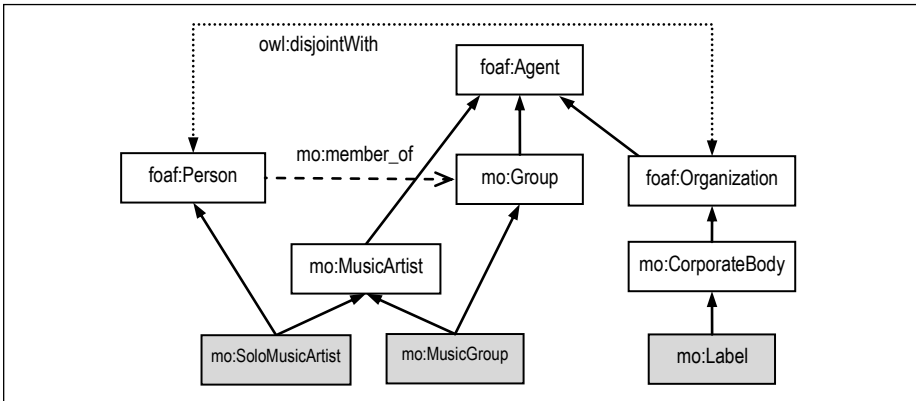 owl:disjointWith
foaf:Agent
mo:member_of
foaf:Person
mo:Group
foaf:Organization
mo:MusicArtist
mo:CorporateBody
mo:SoloMusicArtist
mo:MusicGroup
mo:Label